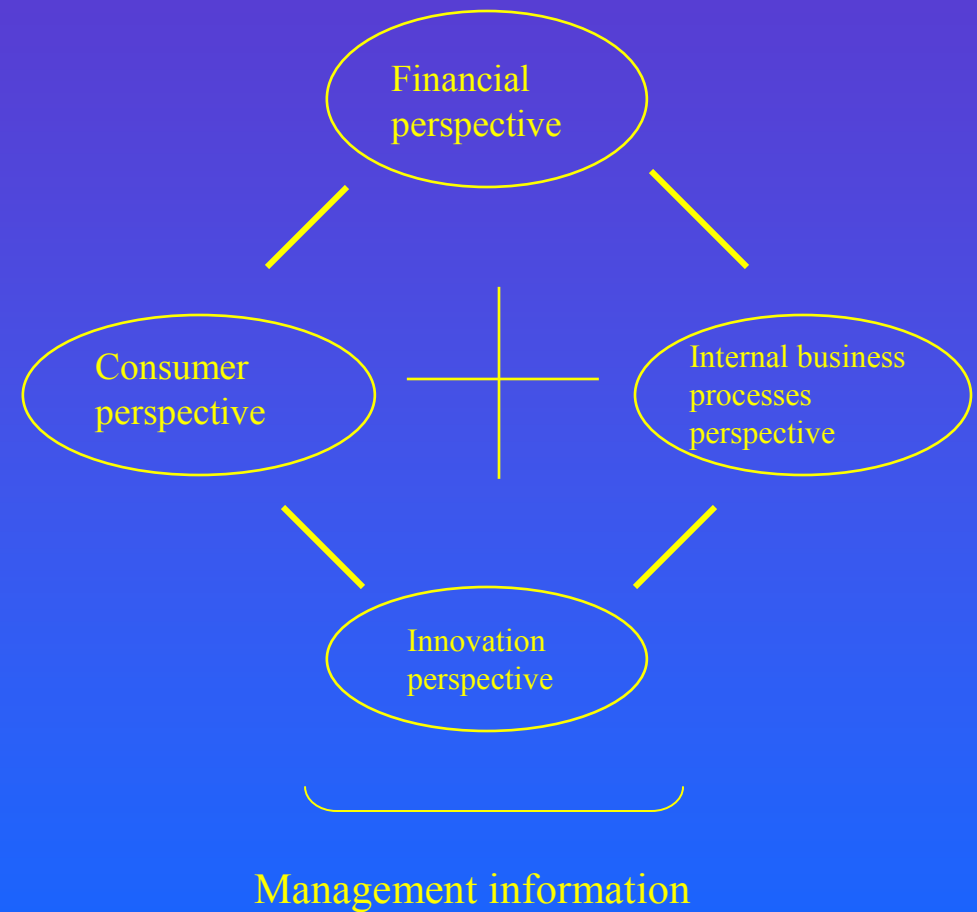 Financial
perspective
Consumer
perspective
Internal business
processes
perspective
Innovation
perspective
Management information